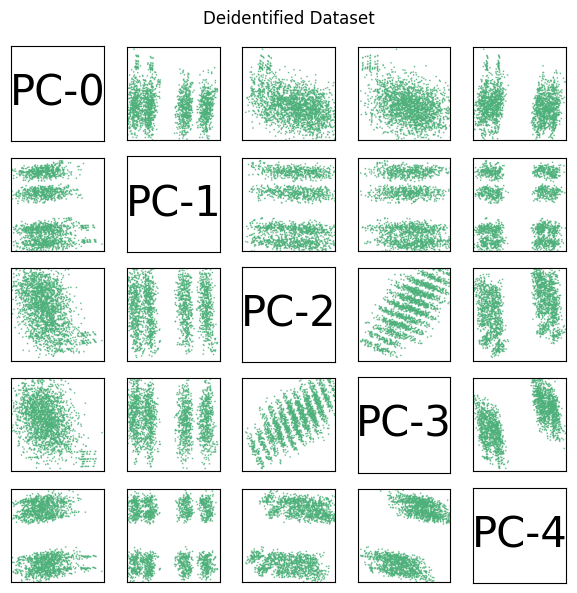 Deidentified Dataset
PC-0
PC-1
PC-2
PC-3
PC-4